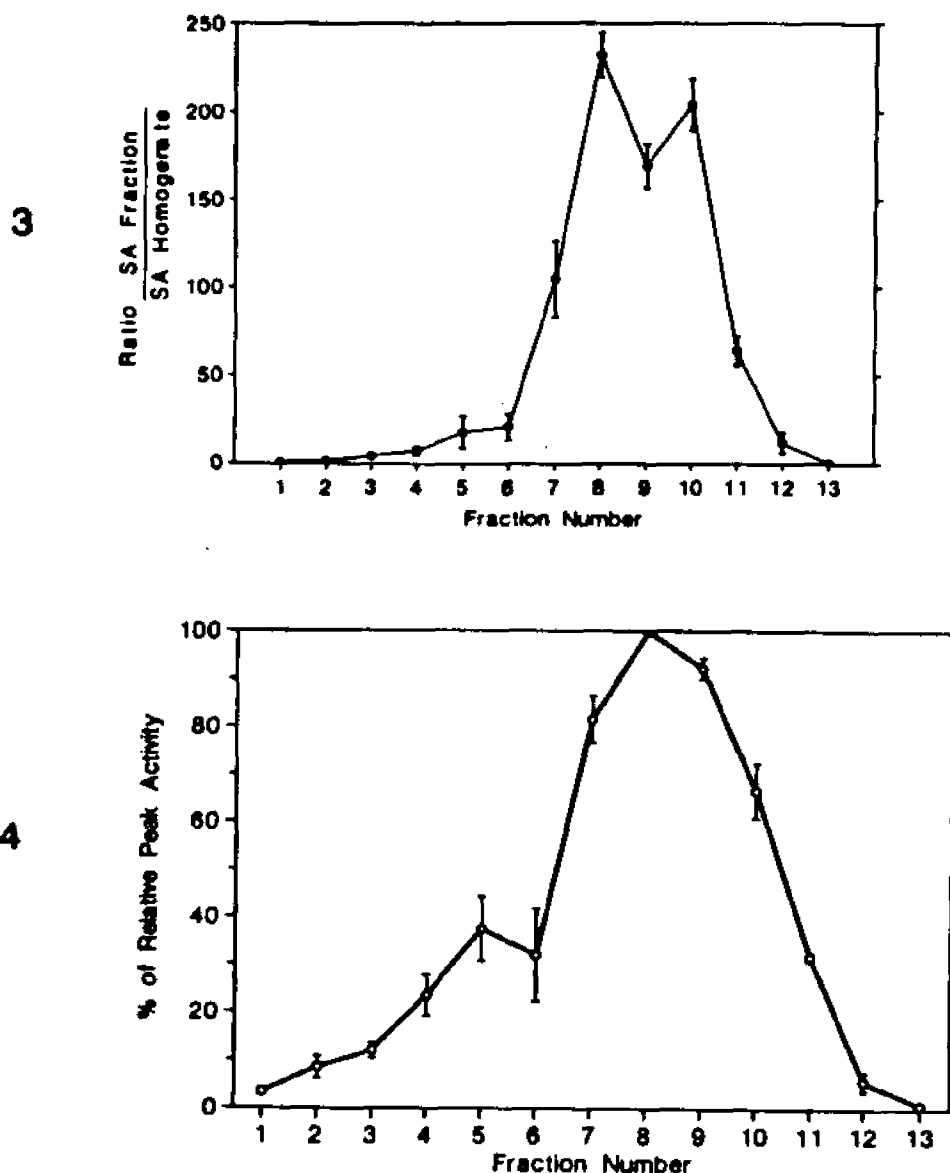 3
Ratio SA Fraction
SA Homogenate
250
200
150
100
50
0
1 2 3 4 5 6 7 8 9 10 11 12 13
Fraction Number
4
% of Relative Peak Activity
100
80
60
40
20
0
1 2 3 4 5 6 7 8 9 10 11 12 13
Fraction Number